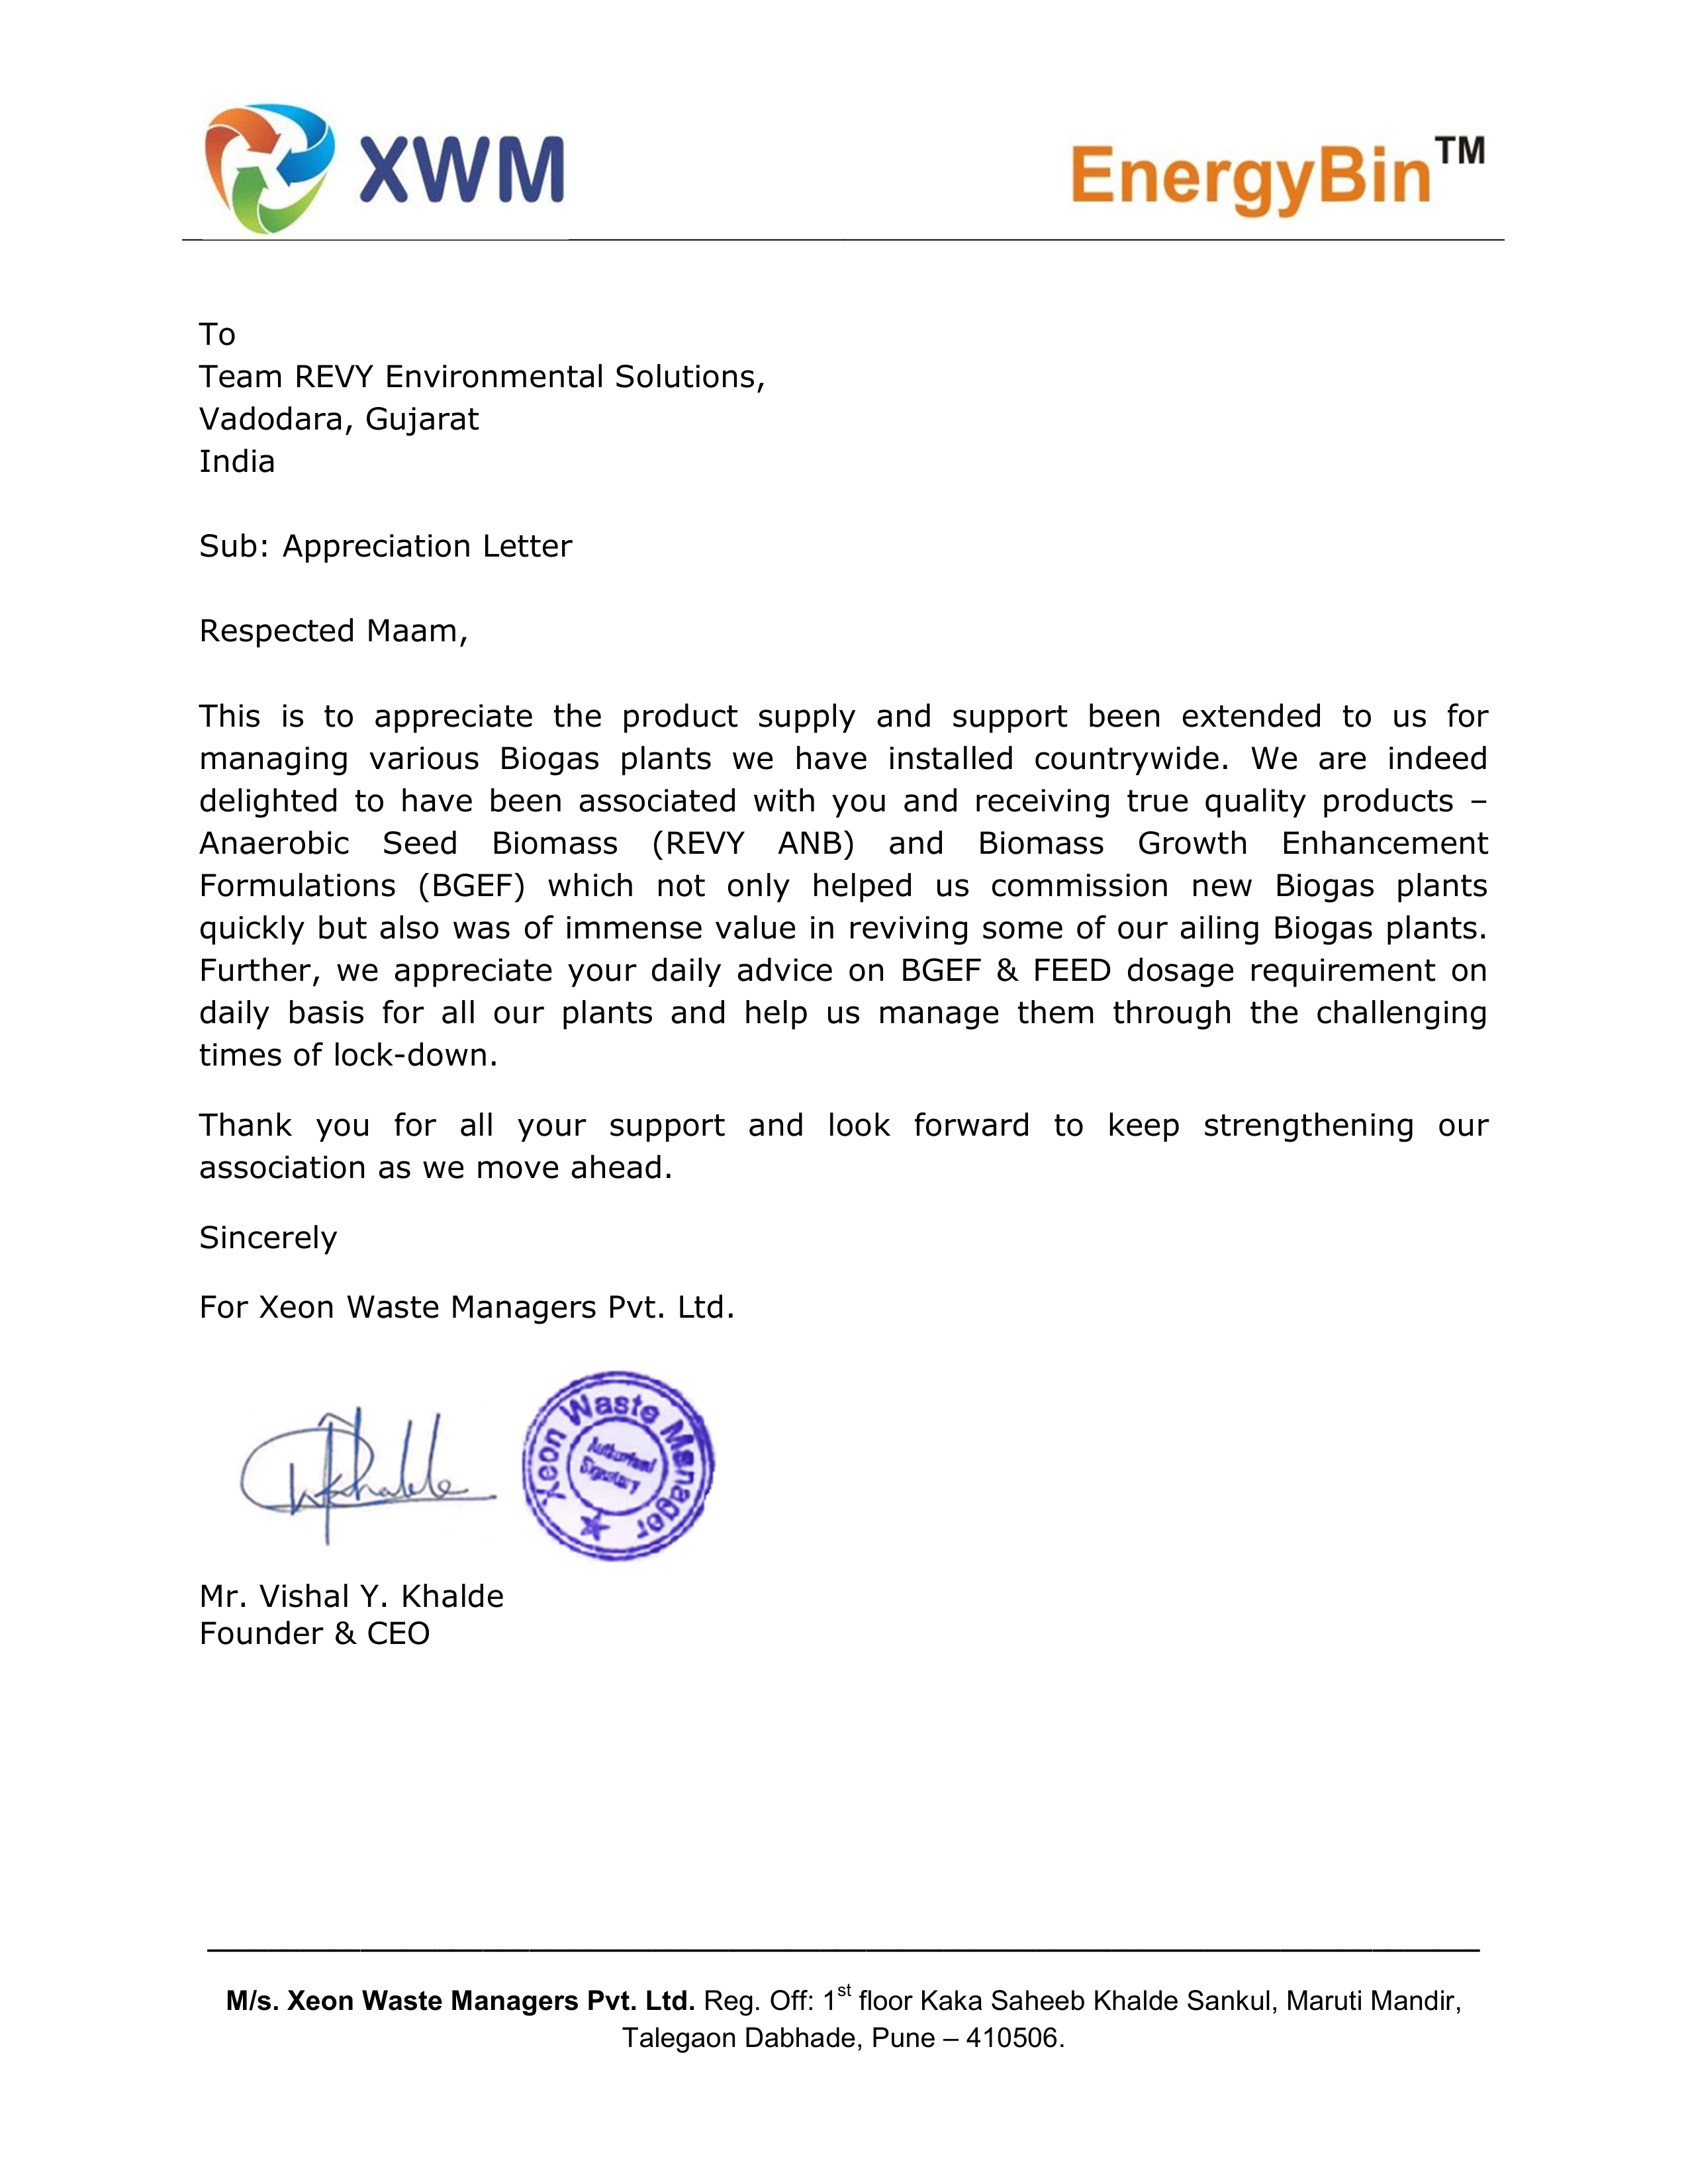 XWM
EnergyBin™
To
Team REVY Environmental Solutions,
Vadodara, Gujarat
India
Sub: Appreciation Letter
Respected Maam,
This is to appreciate the product supply and support been extended to us for
managing various Biogas plants we have installed countrywide. We are indeed
delighted to have been associated with you and receiving true quality products –
Anaerobic Seed Biomass (REVY ANB) and Biomass Growth Enhancement
Formulations (BGEF) which not only helped us commission new Biogas plants
quickly but also was of immense value in reviving some of our ailing Biogas plants.
Further, we appreciate your daily advice on BGEF & FEED dosage requirement on
daily basis for all our plants and help us manage them through the challenging
times of lock-down.
Thank you for all your support and look forward to keep strengthening our
association as we move ahead.
Sincerely
For Xeon Waste Managers Pvt. Ltd.
Khalde
Xeon Waste Manager
Authorised
Signatory
Mr. Vishal Y. Khalde
Founder & CEO
M/s. Xeon Waste Managers Pvt. Ltd. Reg. Off: 1st floor Kaka Saheeb Khalde Sankul, Maruti Mandir,
Talegaon Dabhade, Pune – 410506.